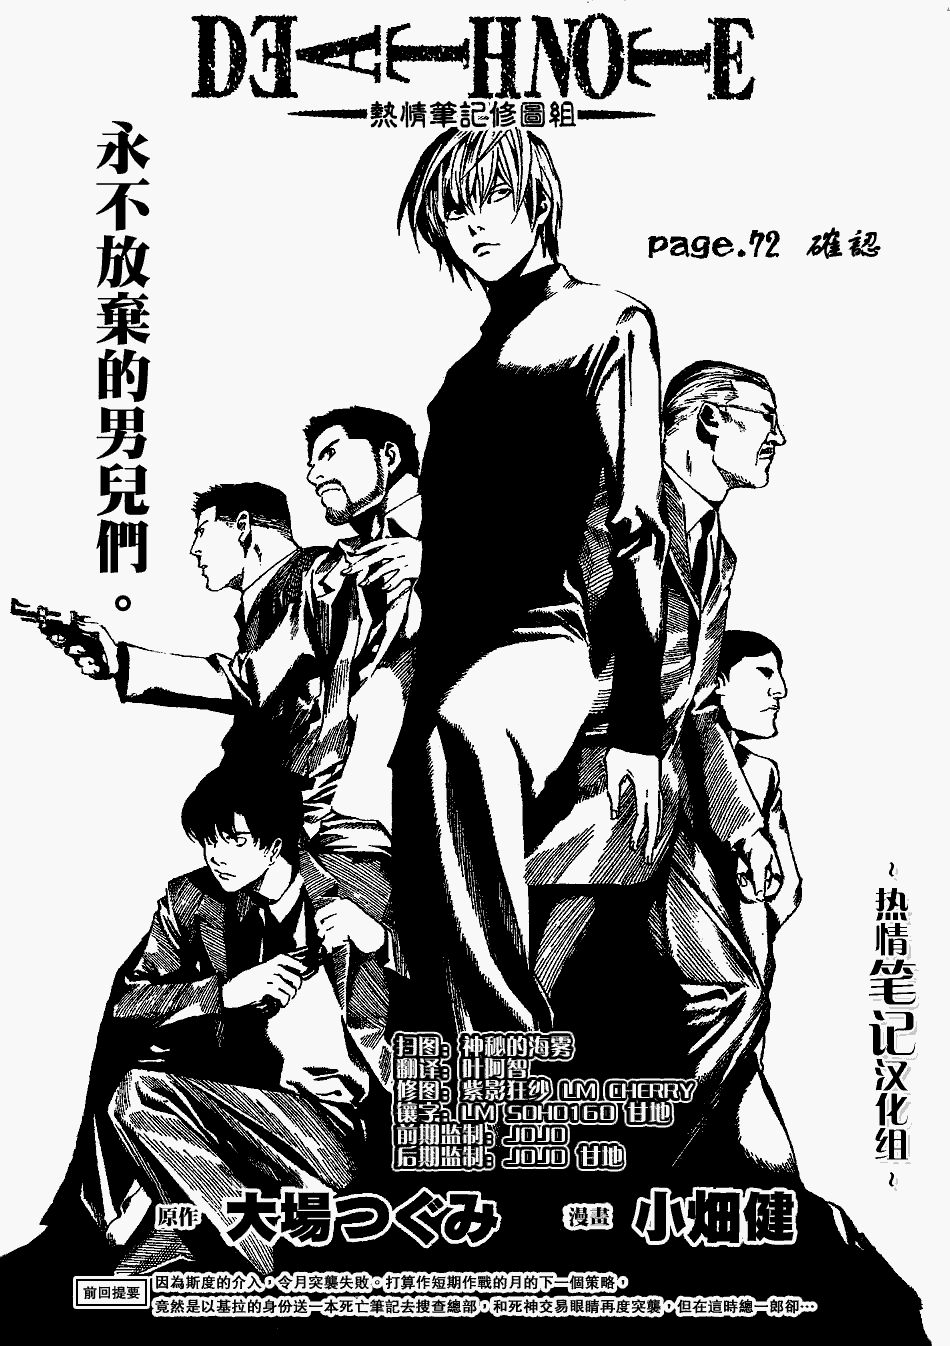 DEATH NOTE
熱情筆記修圖組
永不放棄的男兒們。
page.72 確認
~热情笔记汉化组~
扫图：神秘的海雾
翻译：叶阿智
修图：紫影狂纱 LM CHERRY
镶字：LM SOHO160 甘地
前期监制：JOJO
后期监制：JOJO 甘地
原作 大場つぐみ 漫畫 小畑健
前回提要
因為斯度的介入，令月突襲失敗。打算作短期作戰的月的下一個策略，
竟然是以基拉的身份送一本死亡筆記去搜查總部，和死神交易眼睛再度突襲，但在這時總一郎卻…